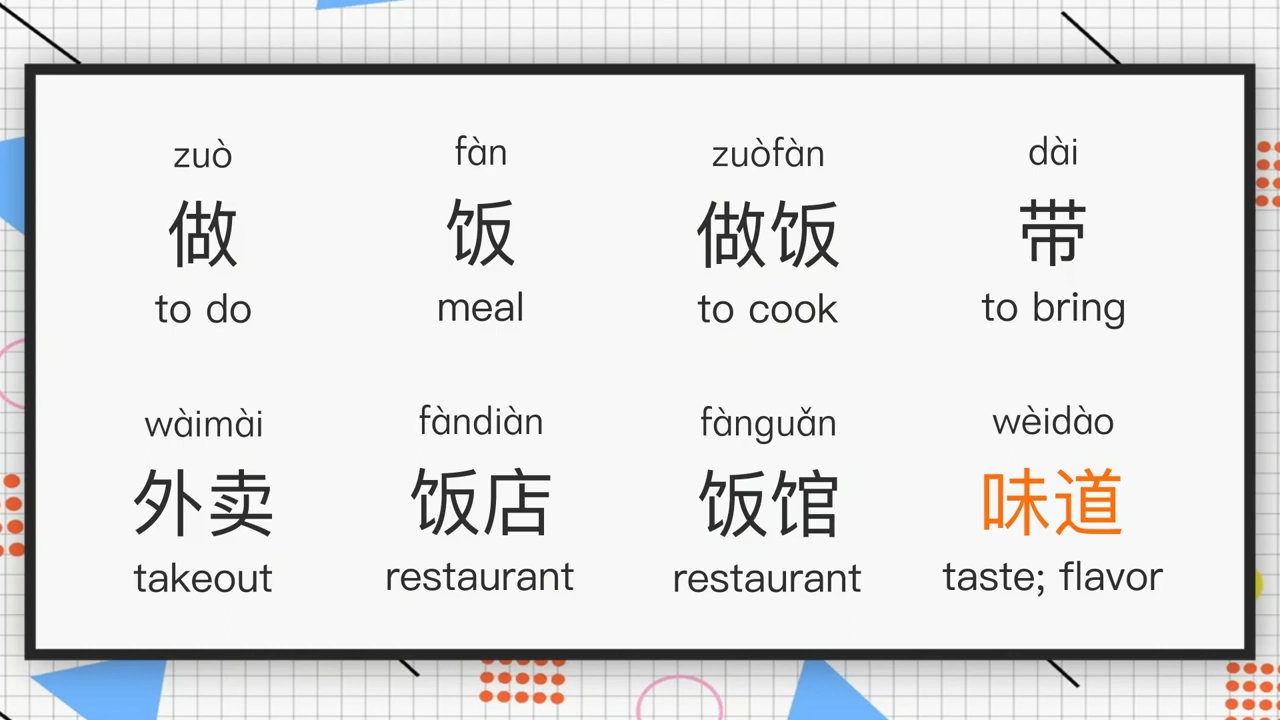 zuò fàn zuòfàn dài
做 饭 做饭 带
to do meal to cook to bring
wàimài fàndiàn fànguǎn wèidào
外卖 饭店 饭馆 味道
takeout restaurant restaurant taste; flavor